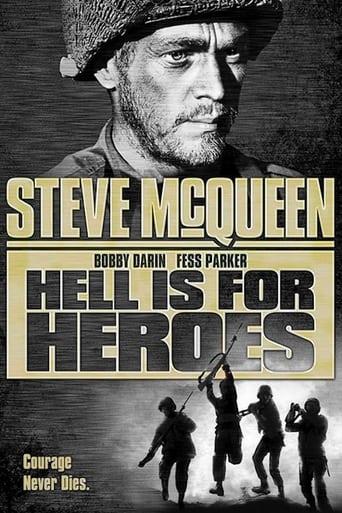 STEVE McQUEEN
BOBBY DARIN FESS PARKER
HELL IS FOR
HEROES
Courage
Never Dies.